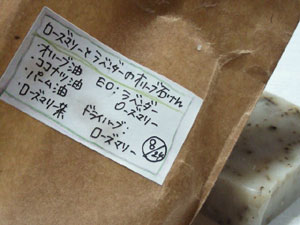 ローズマリーとラベンダーのオリーブ石けん
オリーブ油
ココナツ油
パーム油
ローズマリー茶
EO:ラベンダー
ローズマリー
ドライハーブ:
ローズマリー
8/24